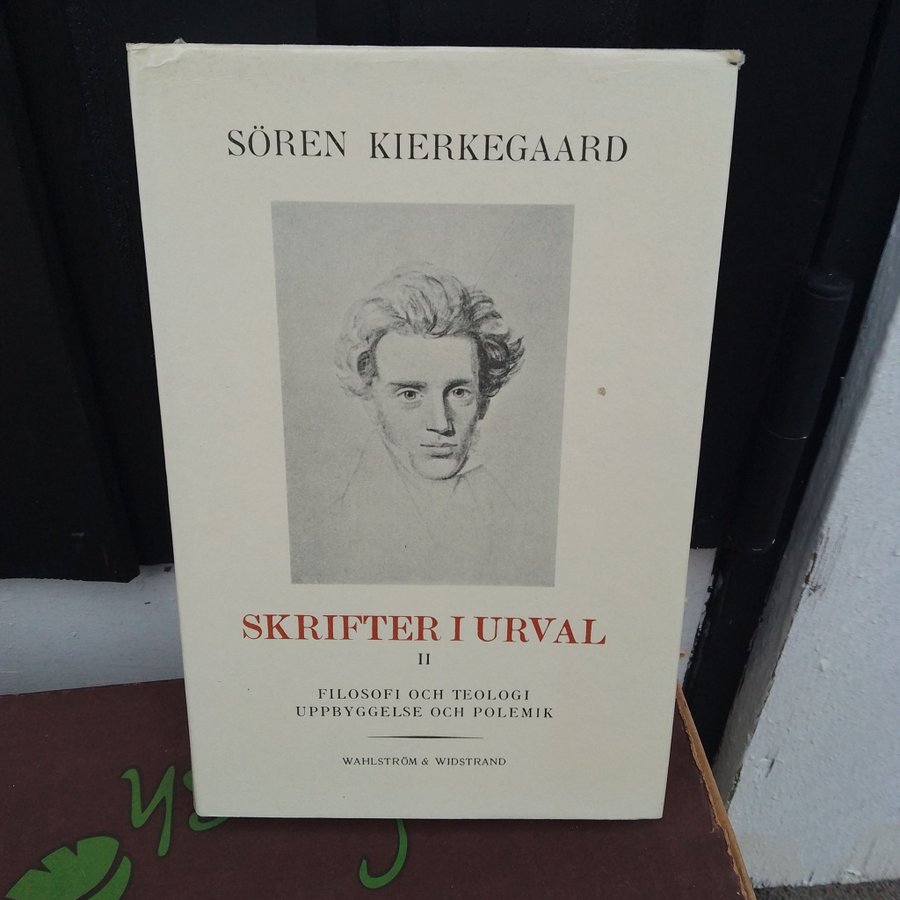 SÖREN KIERKEGAARD
SKRIFTER I URVAL
II
FILOSOFI OCH TEOLOGI
UPPBYGGELSE OCH POLEMIK
WAHLSTRÖM & WIDSTRAND